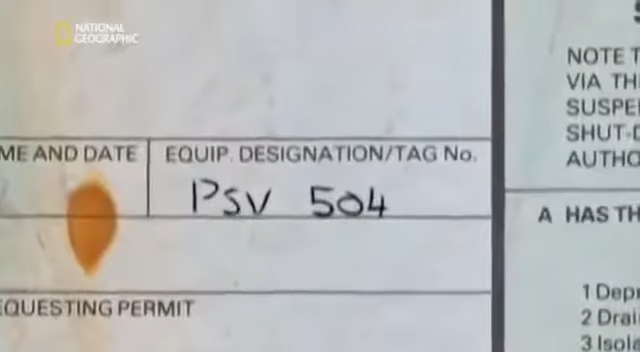 NATIONAL
GEOGRAPHIC
ME AND DATE
EQUIP. DESIGNATION/TAG No.
PSV 504
EQUESTING PERMIT
NOTE T
VIA TH
SUSPE
SHUT-D
AUTHO
A HAS TH
1 Depr
2 Drai
3 Isola